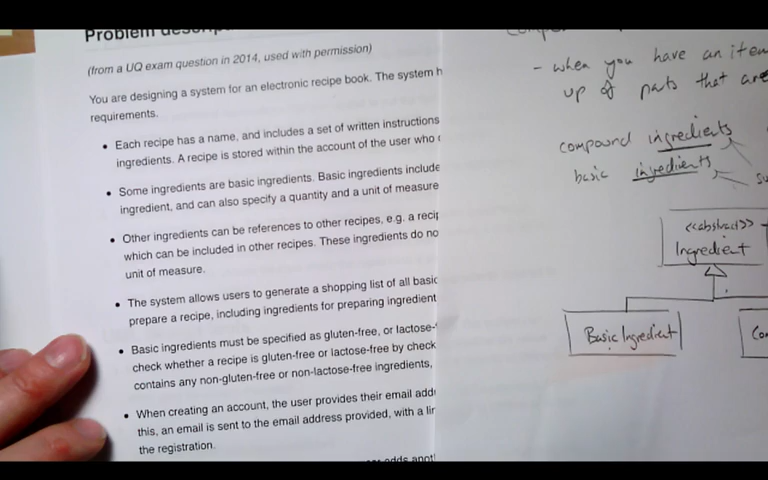 Problem
(from a UQ exam question in 2014, used with permission)
You are designing a system for an electronic recipe book. The system
requirements.
• Each recipe has a name, and includes a set of written instructions
ingredients. A recipe is stored within the account of the user who
• Some ingredients are basic ingredients. Basic ingredients include
ingredient, and can also specify a quantity and a unit of measure
• Other ingredients can be references to other recipes, e.g. a
which can be included in other recipes. These ingredients do
unit of measure.
• The system allows users to generate a shopping list of all
prepare a recipe, including ingredients for preparing ingredient
• Basic ingredients must be specified as gluten-free, or lactose-
check whether a recipe is gluten-free or lactose-free by
contains any non-gluten-free or non-lactose-free ingredients,
• When creating an account, the user provides their email
this, an email is sent to the email address provided, with a
the registration.
- when you have an item
up of parts that are
compound ingredients
basic ingredients
<<abstract>>
Ingredient
Basic Ingredient